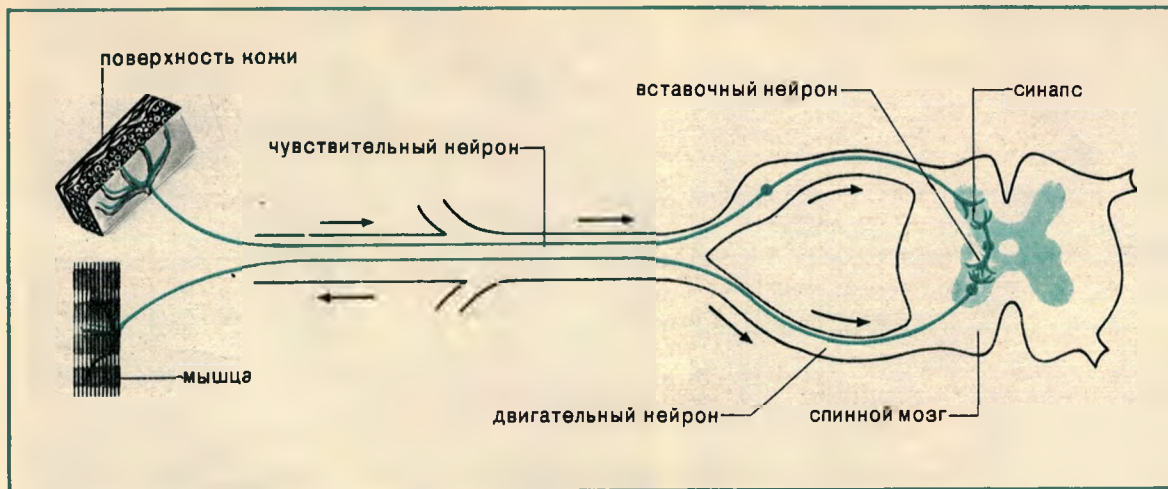 поверхность кожи
вставочный нейрон
синапс
чувствительный нейрон
мышца
двигательный нейрон
спинной мозг